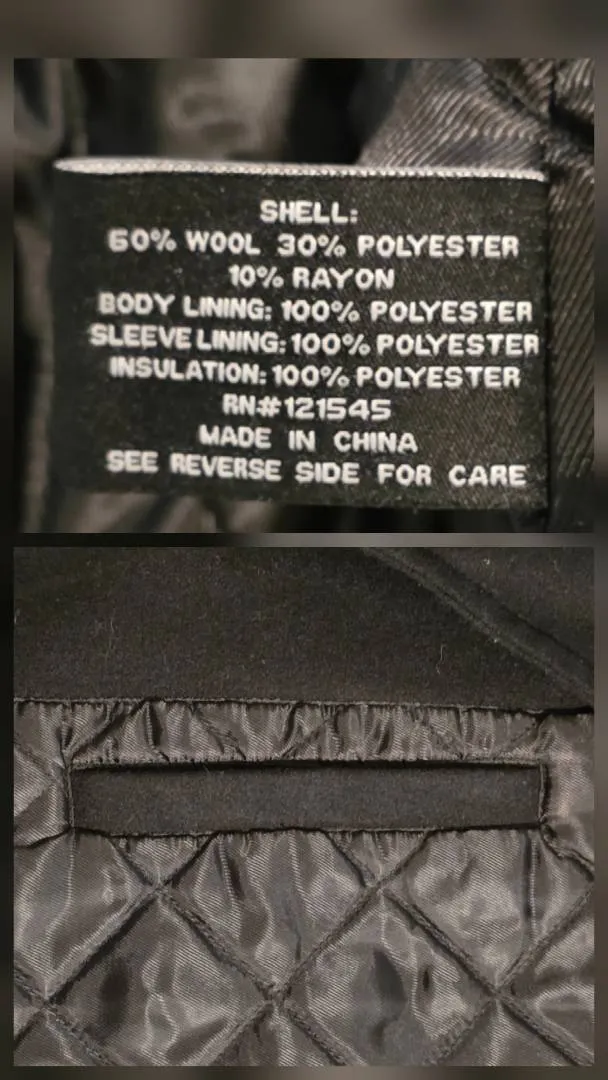 SHELL:
60% WOOL 30% POLYESTER
10% RAYON
BODY LINING: 100% POLYESTER
SLEEVE LINING: 100% POLYESTER
INSULATION: 100% POLYESTER
RN#121545
MADE IN CHINA
SEE REVERSE SIDE FOR CARE